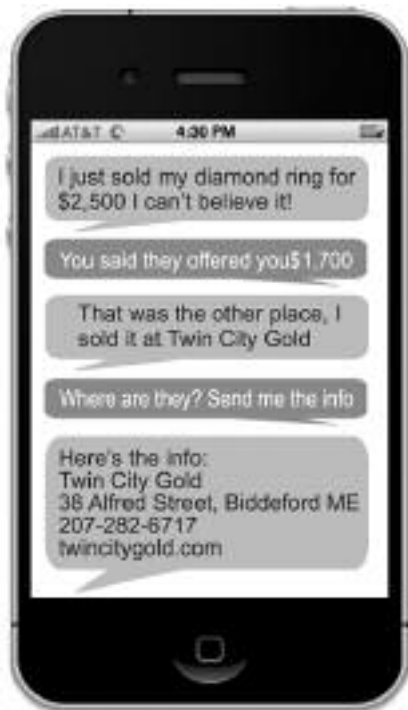 AT&T 4:30 PM
I just sold my diamond ring for
$2,500 I can't believe it!
You said they offered you$1,700
That was the other place, I
sold it at Twin City Gold
Where are they? Send me the info
Here's the info:
Twin City Gold
38 Alfred Street, Biddeford ME
207-282-6717
twincitygold.com